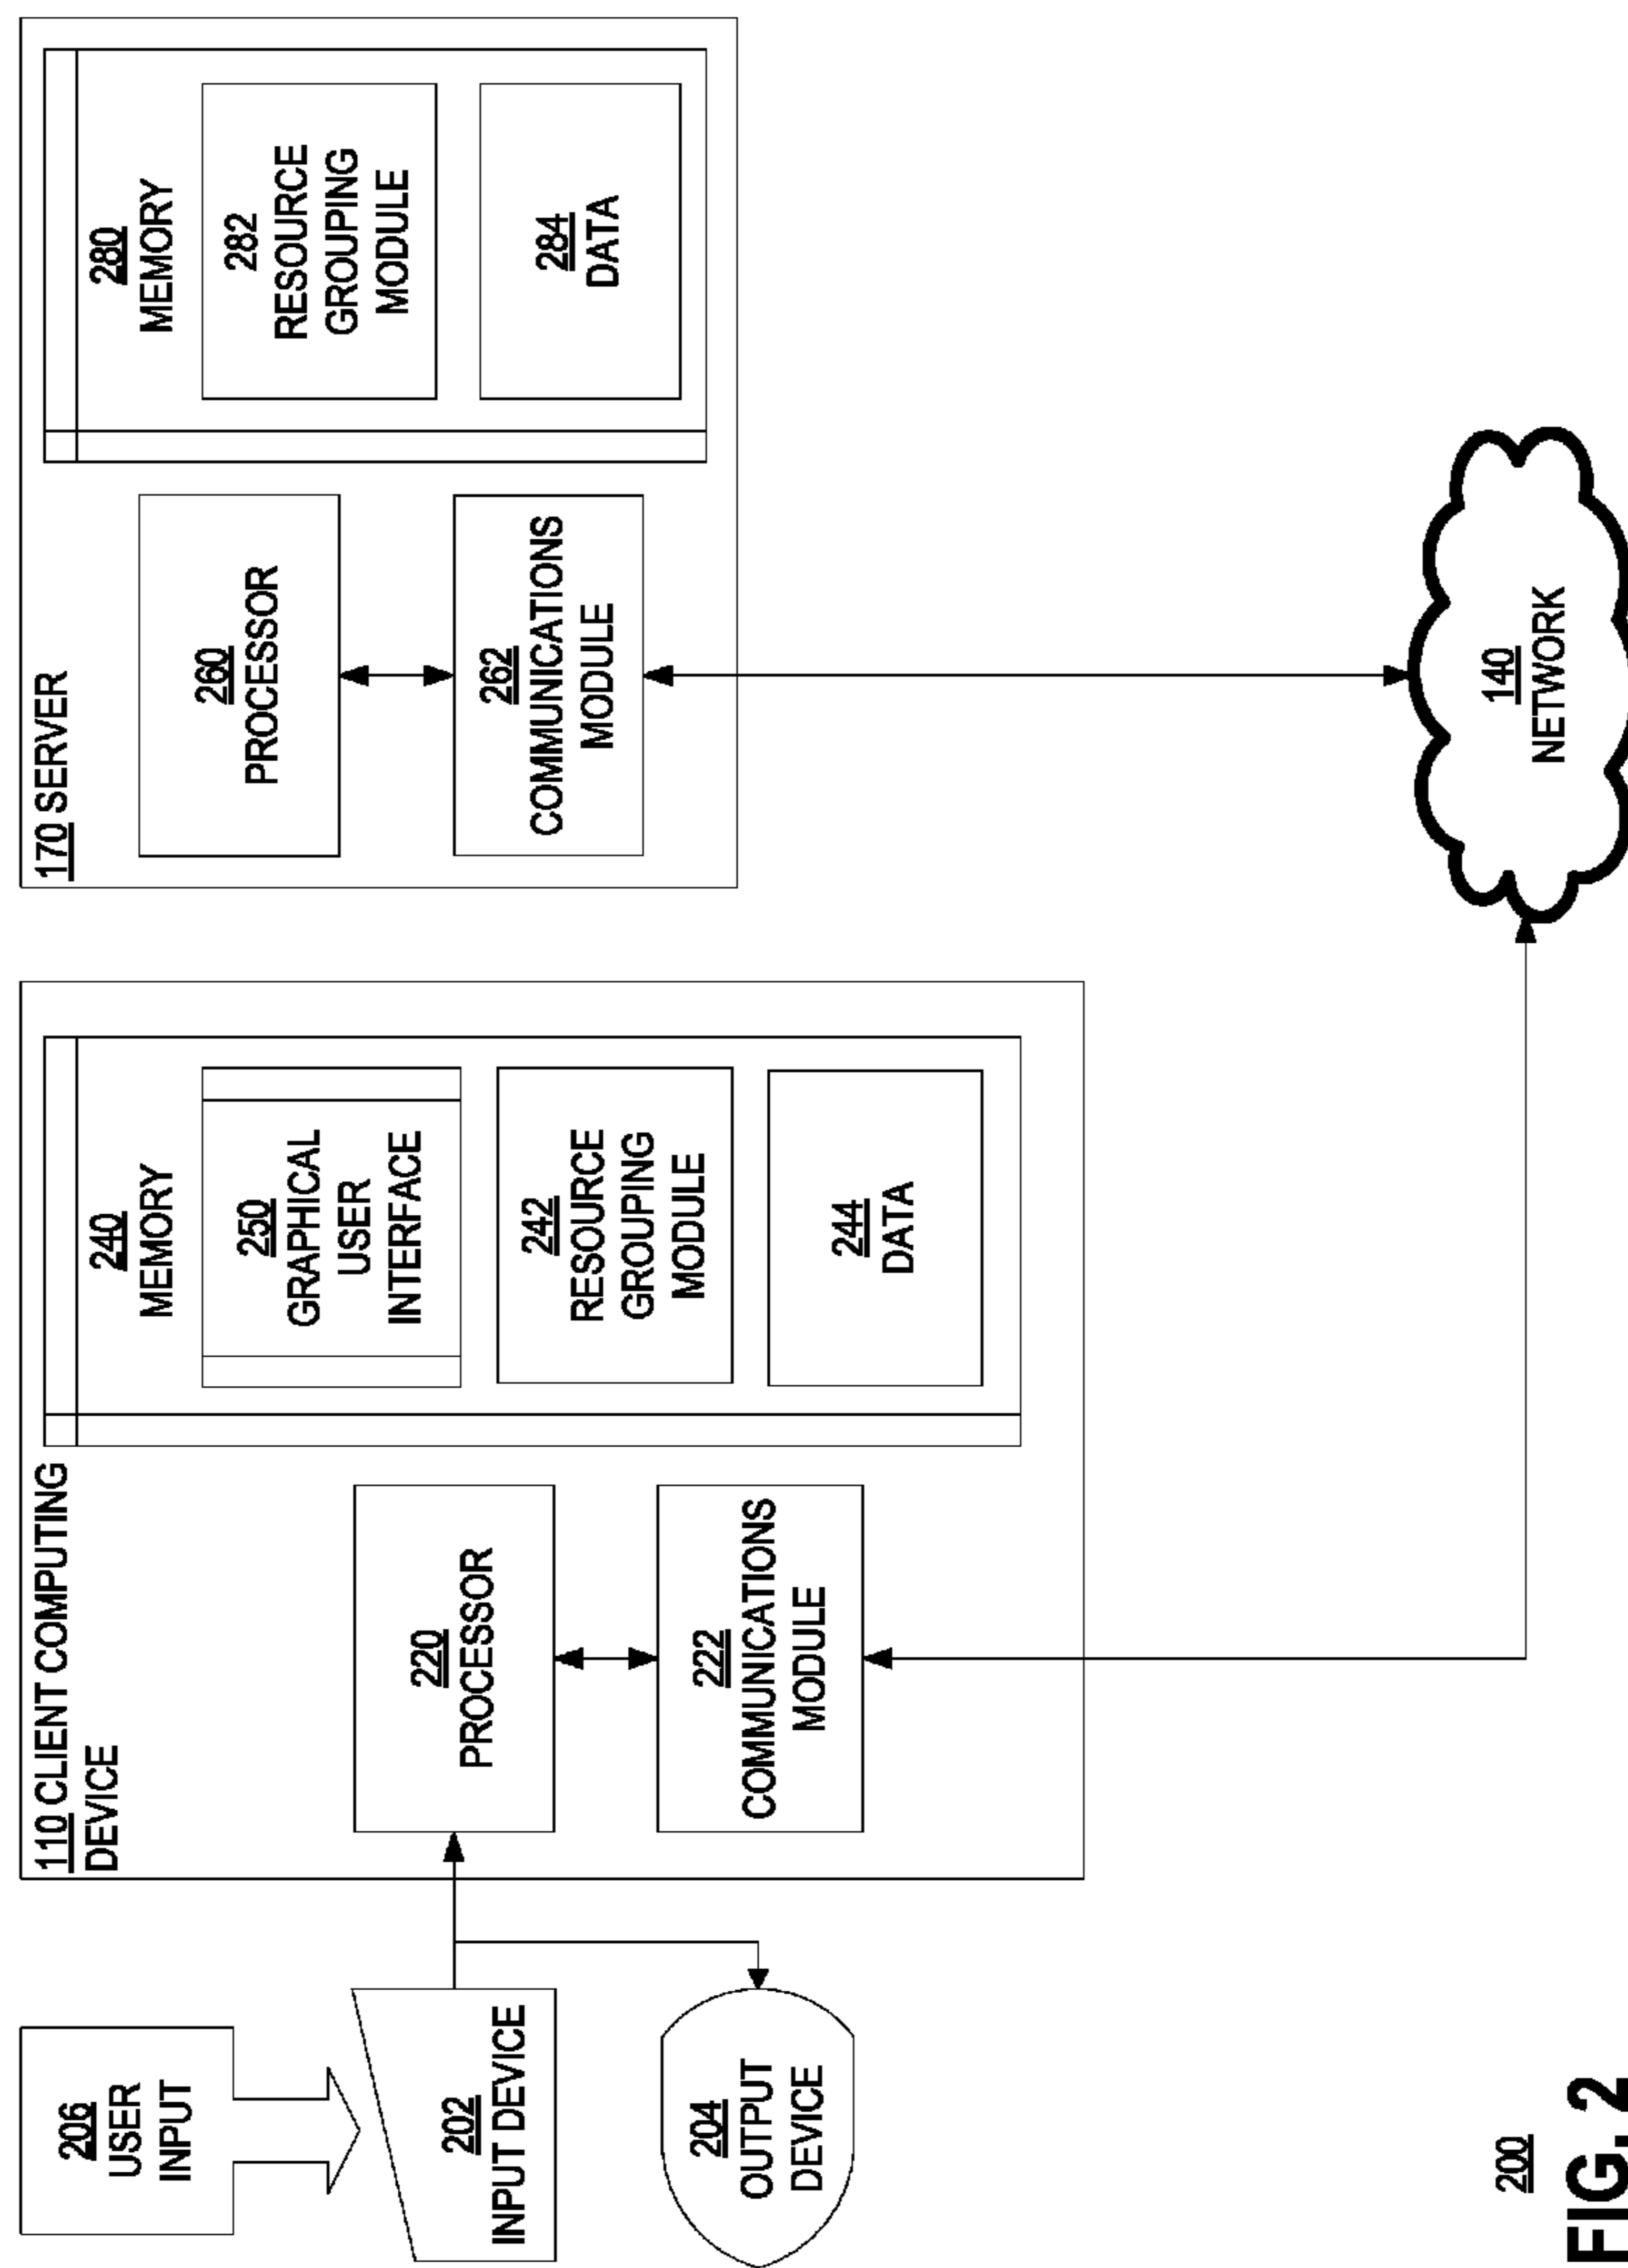 206
USER
INPUT
202
INPUT DEVICE
204
OUTPUT
DEVICE
110 CLIENT COMPUTING
DEVICE
220
PROCESSOR
222
COMMUNICATIONS
MODULE
240
MEMORY
250
GRAPHICAL
USER
INTERFACE
242
RESOURCE
GROUPING
MODULE
244
DATA
170 SERVER
260
PROCESSOR
262
COMMUNICATIONS
MODULE
280
MEMORY
282
RESOURCE
GROUPING
MODULE
284
DATA
140
NETWORK
200
FIG. 2